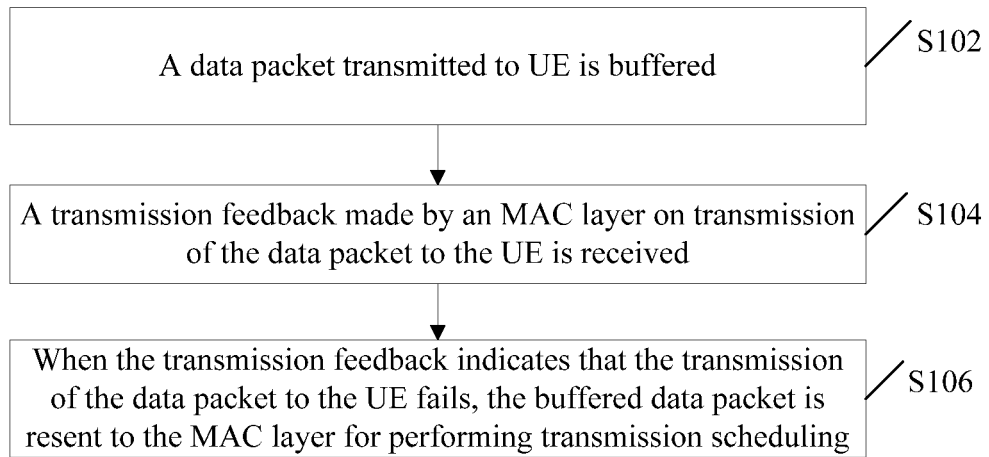 A data packet transmitted to UE is buffered
S102
A transmission feedback made by an MAC layer on transmission
of the data packet to the UE is received
S104
When the transmission feedback indicates that the transmission
of the data packet to the UE fails, the buffered data packet is
resent to the MAC layer for performing transmission scheduling
S106